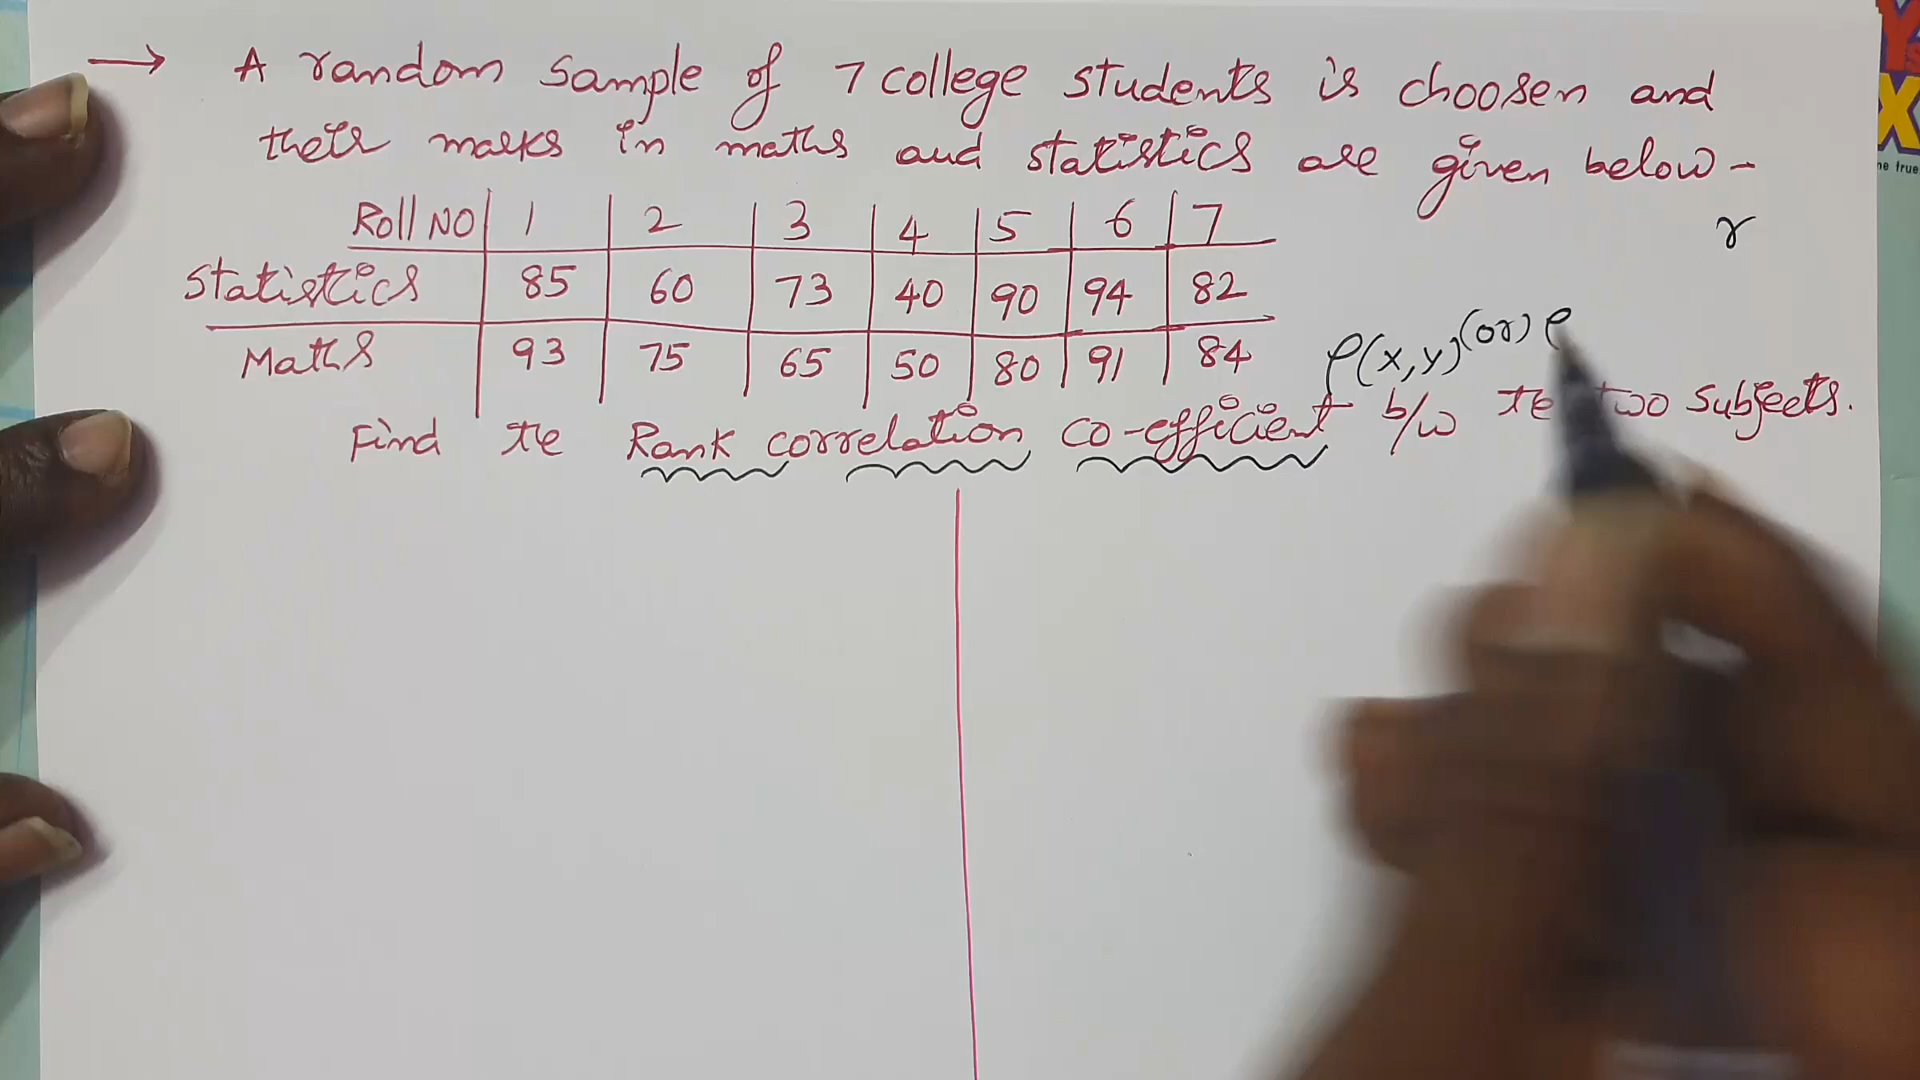 → A random sample of 7 college students is choosen and
their marks in maths and statistics are given below -
r
Roll NO 1 2 3 4 5 6 7
Statistics 85 60 73 40 90 94 82
Maths 93 75 65 50 80 91 84
ρ(x,y) (or) ρ
Find the Rank correlation co-efficient b/w the two subjects.
ne true